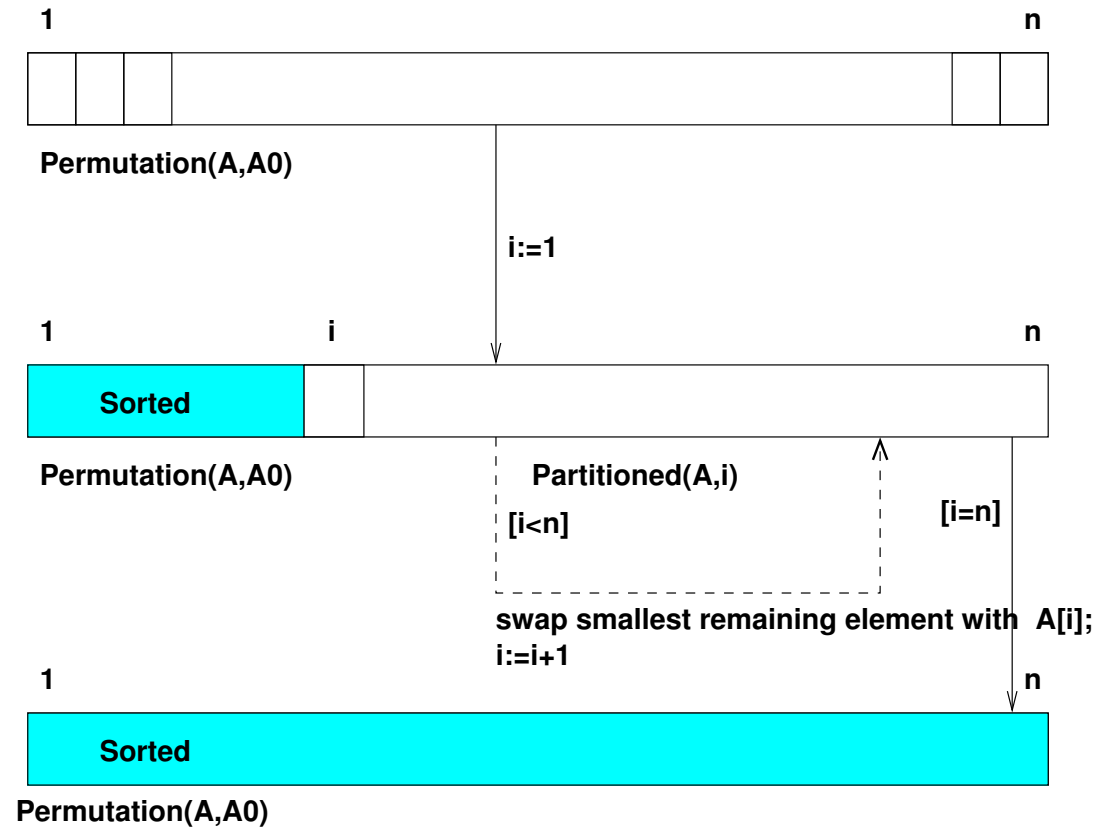 1 n
Permutation(A,A0)
i:=1
1 i n
Sorted
Permutation(A,A0) Partitioned(A,i)
[i<n] [i=n]
swap smallest remaining element with A[i];
i:=i+1
1 n
Sorted
Permutation(A,A0)